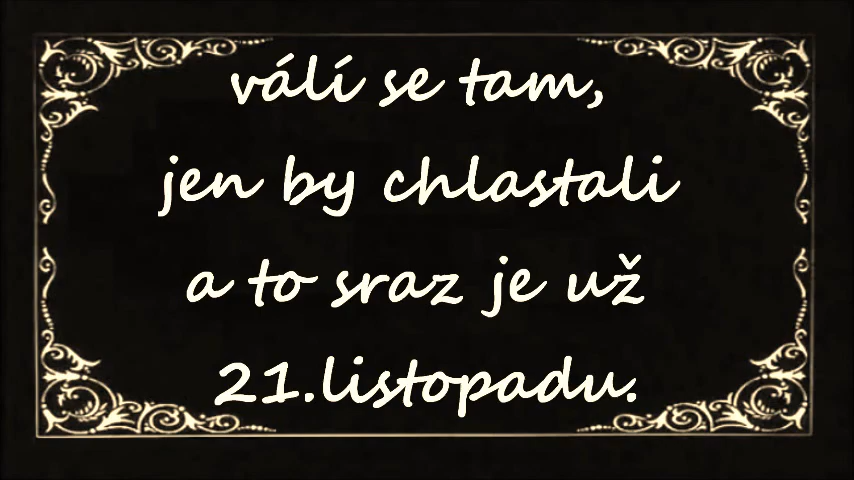 válí se tam,
jen by chlastali
a to sraz je už
21.listopadu.